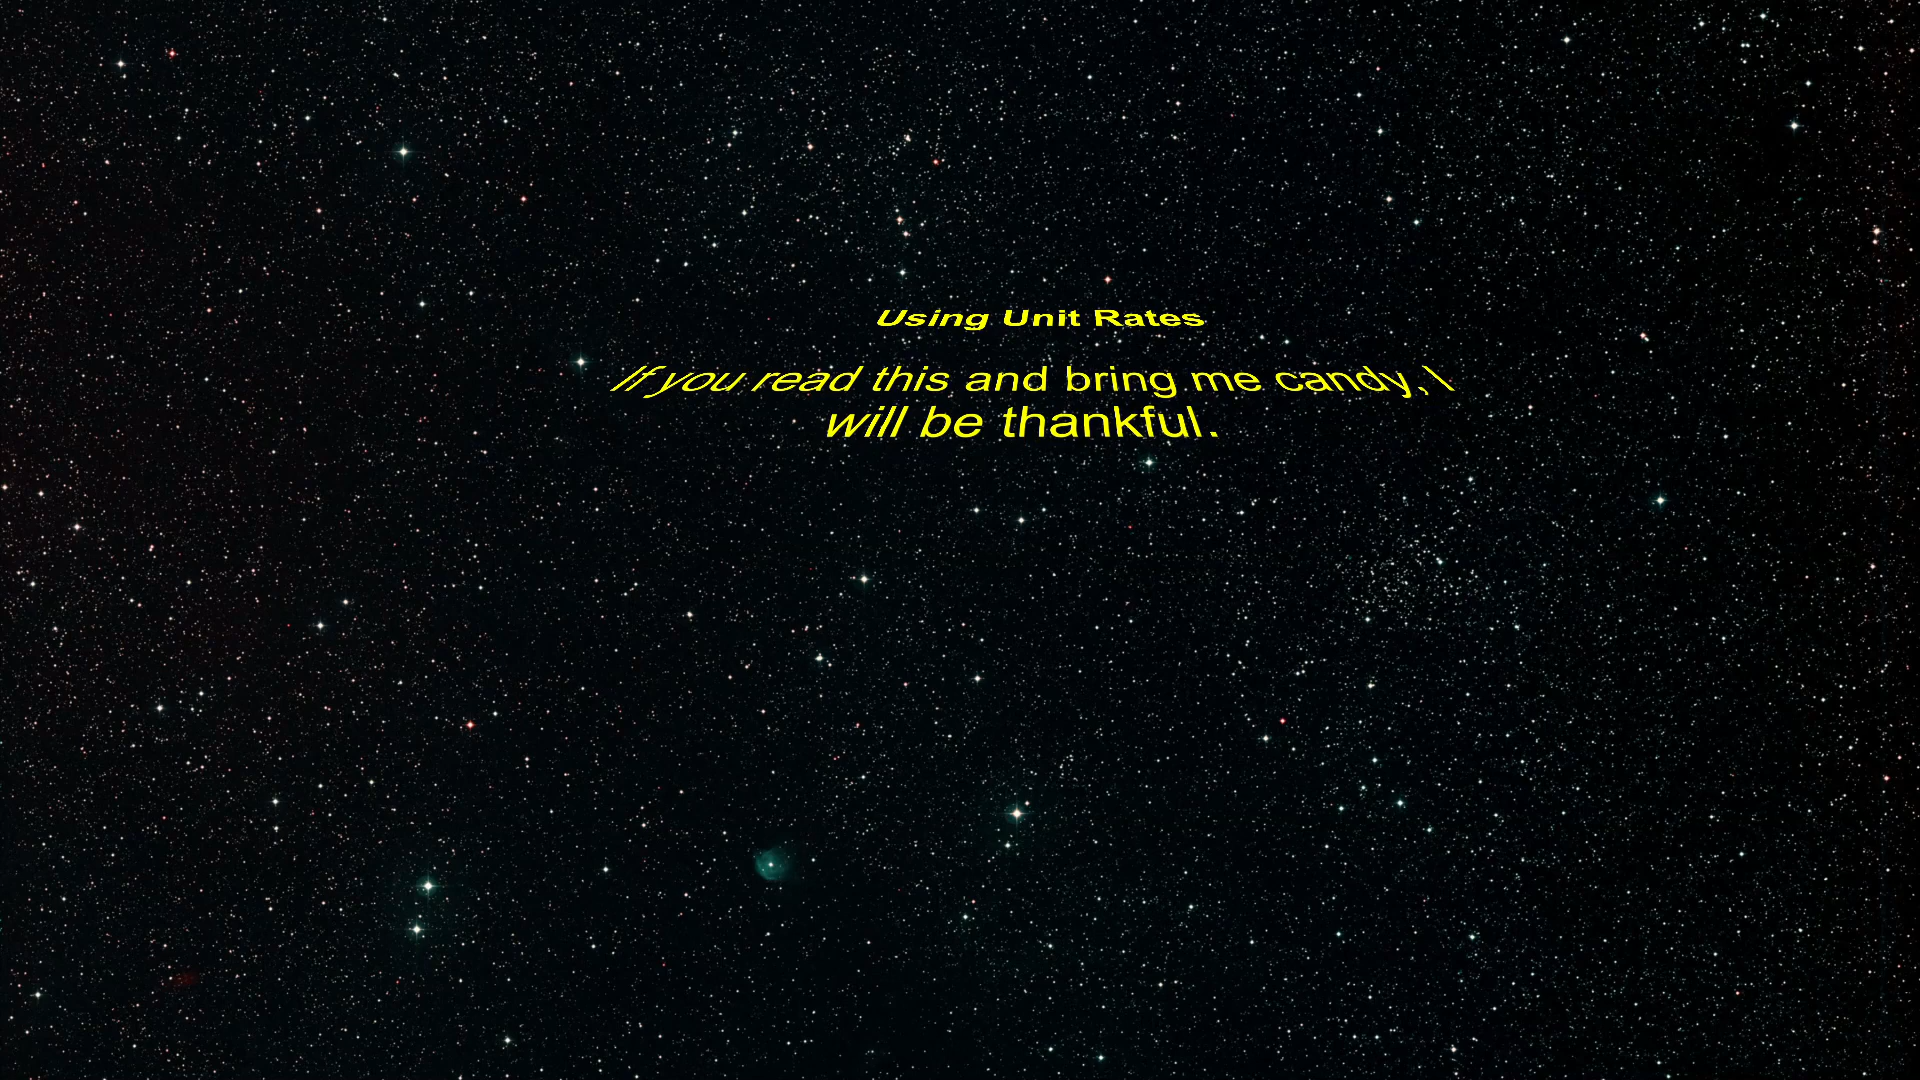 Using Unit Rates
If you read this and bring me candy, I
will be thankful.